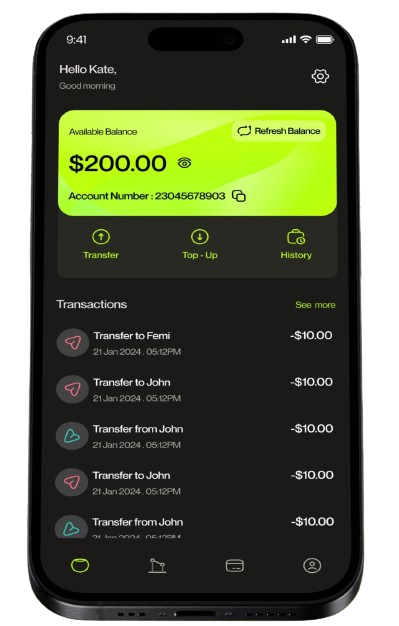 9:41
Hello Kate,
Good morning
Available Balance
Refresh Balance
$200.00
Account Number : 23045678903
Transfer
Top - Up
History
Transactions
See more
Transfer to Femi
-$10.00
21 Jan 2024 . 05:12PM
Transfer to John
-$10.00
21 Jan 2024 . 05:12PM
Transfer from John
-$10.00
21 Jan 2024 . 05:12PM
Transfer to John
-$10.00
21 Jan 2024 . 05:12PM
Transfer from John
-$10.00
21 Jan 2024 . 05:12PM